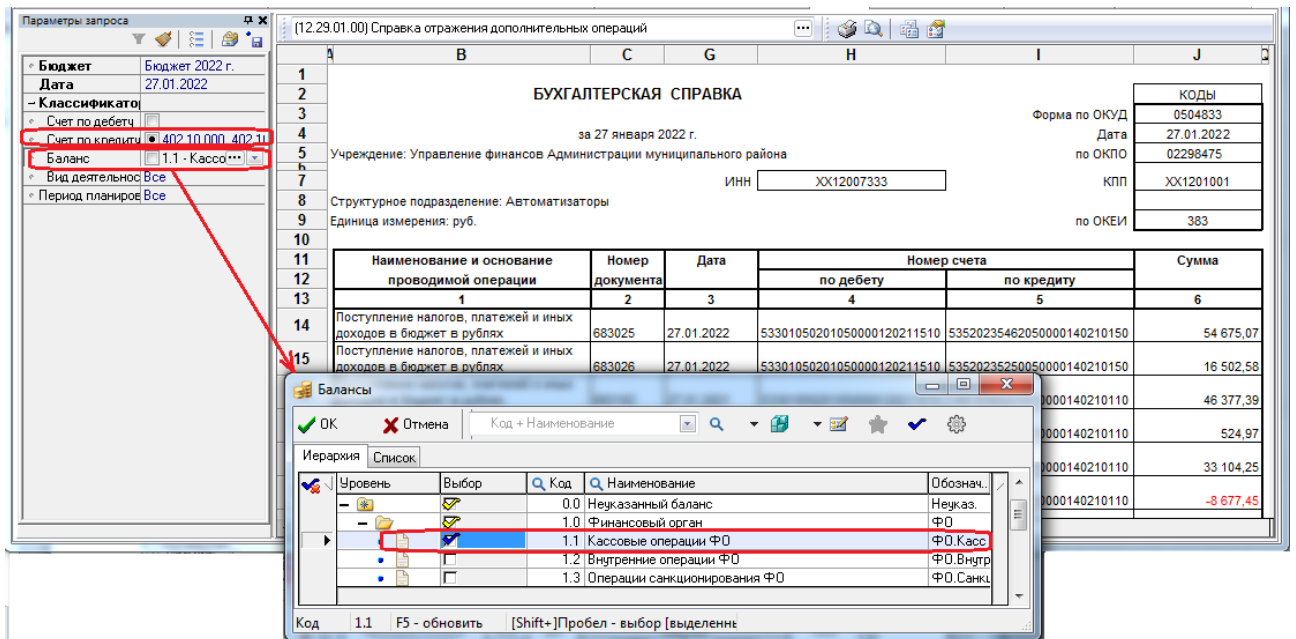 Параметры запроса
Бюджет Бюджет 2022 г.
Дата 27.01.2022
Классификато
Счет по дебету
Счет по кредиту 402.10.000, 402.1
Баланс 1.1 - Кассо
Вид деятельнос Все
Период планиров Все
(12.29.01.00) Справка отражения дополнительных операций
A B C G H I J
1
2 БУХГАЛТЕРСКАЯ СПРАВКА КОДЫ
3 Форма по ОКУД 0504833
4 за 27 января 2022 г. Дата 27.01.2022
5 Учреждение: Управление финансов Администрации муниципального района по ОКПО 02298475
6
7 ИНН XX12007333 КПП XX1201001
8 Структурное подразделение: Автоматизаторы
9 Единица измерения: руб. по ОКЕИ 383
10
11 Наименование и основание Номер Дата Номер счета Сумма
12 проводимой операции документа по дебету по кредиту
13 1 2 3 4 5 6
14 Поступление налогов, платежей и иных
доходов в бюджет в рублях 683025 27.01.2022 53301050201050000120211510 53520235462050000140210150 54 675,07
15 Поступление налогов, платежей и иных
доходов в бюджет в рублях 683026 27.01.2022 53301050201050000120211510 53520235250050000140210150 16 502,58
0000140210110 46 377,39
0000140210110 524,97
0000140210110 33 104,25
0000140210110 -8 677,45
Балансы
OK Отмена Код + Наименование
Иерархия Список
Уровень Выбор Код Наименование Обознач..
0.0 Неуказанный баланс Неуказ.
1.0 Финансовый орган ФО
1.1 Кассовые операции ФО ФО.Касс
1.2 Внутренние операции ФО ФО.Внутр
1.3 Операции санкционирования ФО ФО.Санкц
Код 1.1 F5 - обновить [Shift+]Пробел - выбор [выделеннь